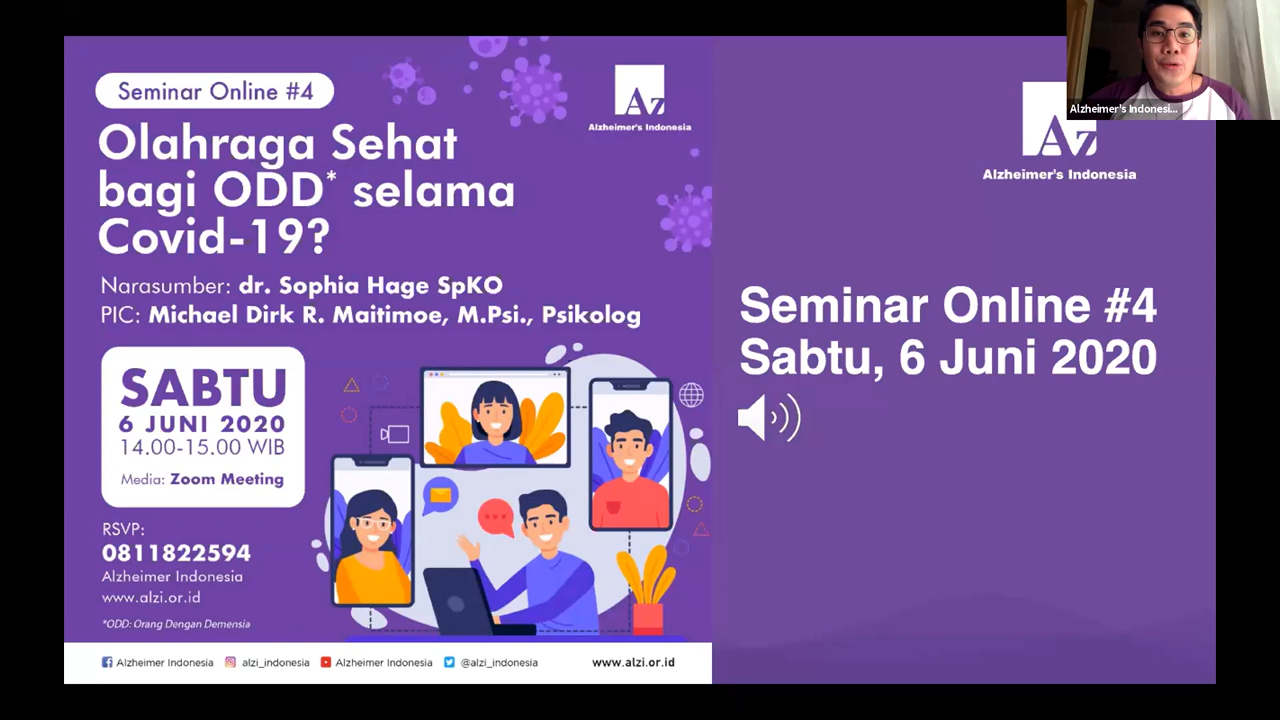 Seminar Online #4
Az
Alzheimer's Indonesia
Olahraga Sehat
bagi ODD* selama
Covid-19?
Narasumber: dr. Sophia Hage SpKO
PIC: Michael Dirk R. Maitimoe, M.Psi., Psikolog
SABTU
6 JUNI 2020
14.00-15.00 WIB
Media: Zoom Meeting
RSVP:
0811822594
Alzheimer Indonesia
www.alzi.or.id
*ODD: Orang Dengan Demensia
Alzheimer Indonesia
alzi_indonesia
Alzheimer Indonesia
@alzi_indonesia
www.alzi.or.id
Alzheimer's Indonesi...
Az
Alzheimer's Indonesia
Seminar Online #4
Sabtu, 6 Juni 2020